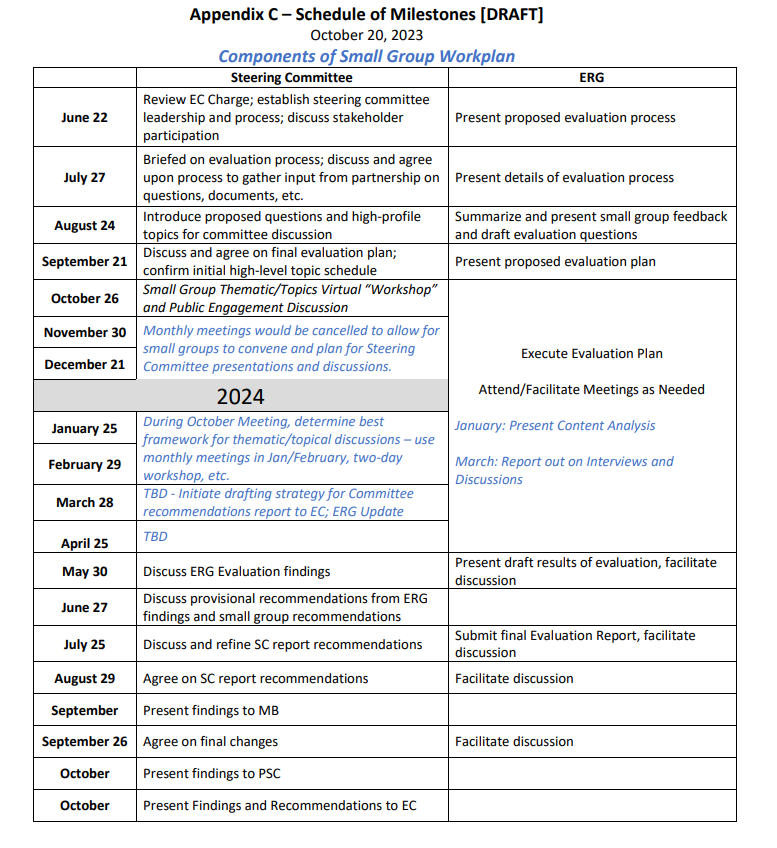 Appendix C – Schedule of Milestones [DRAFT]
October 20, 2023
Components of Small Group Workplan
Steering Committee
ERG
June 22
Review EC Charge; establish steering committee
leadership and process; discuss stakeholder
participation
Present proposed evaluation process
July 27
Briefed on evaluation process; discuss and agree
upon process to gather input from partnership on
questions, documents, etc.
Present details of evaluation process
August 24
Introduce proposed questions and high-profile
topics for committee discussion
Summarize and present small group feedback
and draft evaluation questions
September 21
Discuss and agree on final evaluation plan;
confirm initial high-level topic schedule
Present proposed evaluation plan
October 26
Small Group Thematic/Topics Virtual “Workshop”
and Public Engagement Discussion
November 30
December 21
Monthly meetings would be cancelled to allow for
small groups to convene and plan for Steering
Committee presentations and discussions.
2024
January 25
February 29
During October Meeting, determine best
framework for thematic/topical discussions – use
monthly meetings in Jan/February, two-day
workshop, etc.
March 28
TBD - Initiate drafting strategy for Committee
recommendations report to EC; ERG Update
April 25
TBD
Execute Evaluation Plan
Attend/Facilitate Meetings as Needed
January: Present Content Analysis
March: Report out on Interviews and
Discussions
May 30
Discuss ERG Evaluation findings
Present draft results of evaluation, facilitate
discussion
June 27
Discuss provisional recommendations from ERG
findings and small group recommendations
July 25
Discuss and refine SC report recommendations
Submit final Evaluation Report, facilitate
discussion
August 29
Agree on SC report recommendations
Facilitate discussion
September
Present findings to MB
September 26
Agree on final changes
Facilitate discussion
October
Present findings to PSC
October
Present Findings and Recommendations to EC